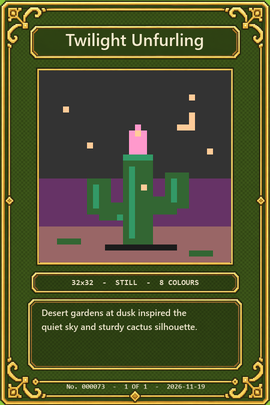 Twilight Unfurling
32x32 - STILL - 8 COLOURS
Desert gardens at dusk inspired the
quiet sky and sturdy cactus silhouette.
No. 000073 - 1 OF 1 - 2026-11-19